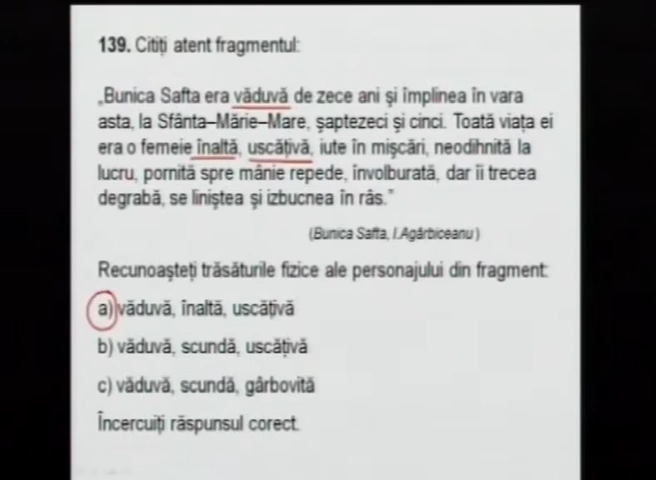 139. Citiți atent fragmentul:
„Bunica Safta era văduvă de zece ani și împlinea în vara
asta, la Sfânta–Mărie–Mare, șaptezeci și cinci. Toată viața ei
era o femeie înaltă, uscățivă, iute în mișcări, neodihnită la
lucru, pornită spre mânie repede, învolburată, dar îi trecea
degrabă, se liniștea și izbucnea în râs.”
(Bunica Safta, I.Agârbiceanu)
Recunoașteți trăsăturile fizice ale personajului din fragment:
a) văduvă, înaltă, uscățivă
b) văduvă, scundă, uscățivă
c) văduvă, scundă, gârbovită
Încercuiți răspunsul corect.